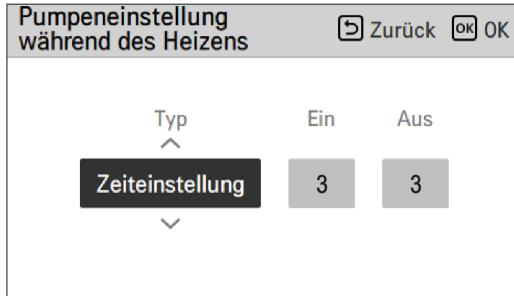 Pumpeneinstellung
während des Heizens
Zurück OK OK
Typ Ein Aus
Zeiteinstellung 3 3